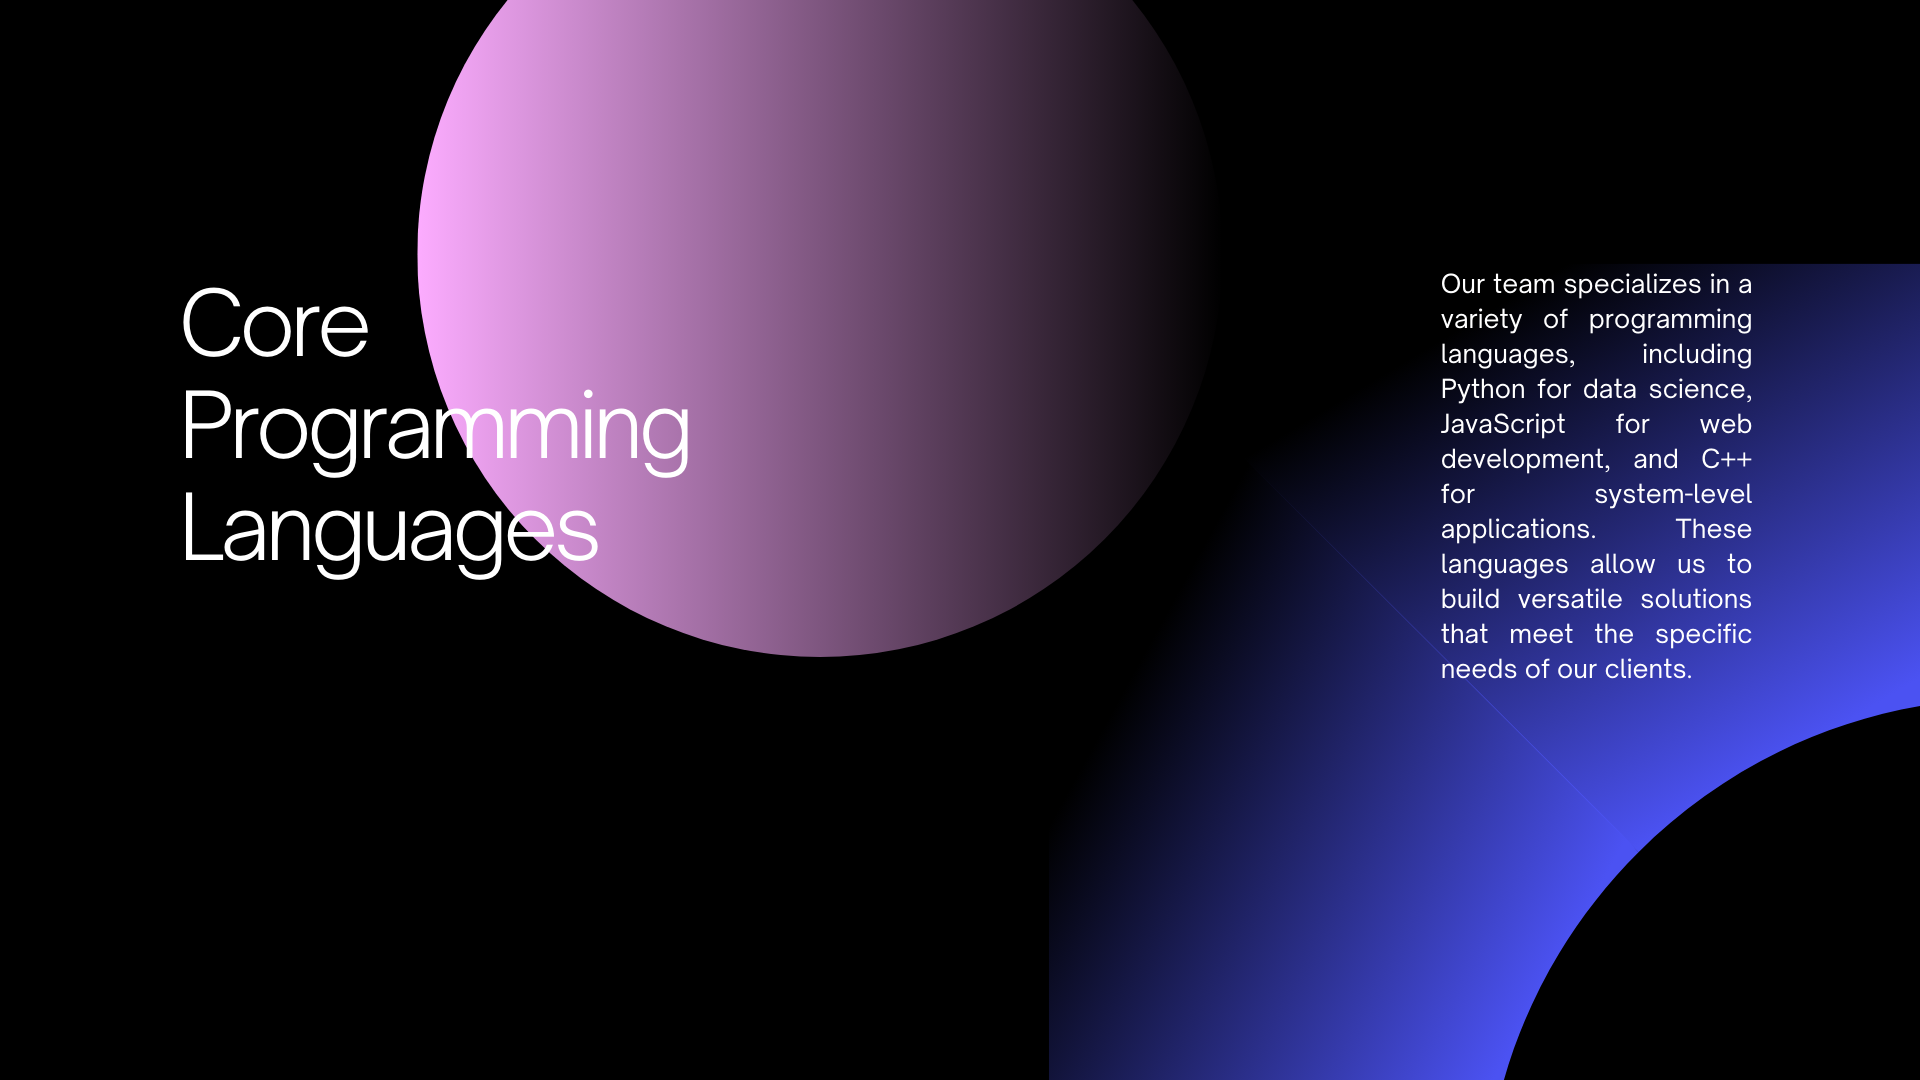 Core
Programming
Languages
Our team specializes in a
variety of programming
languages, including
Python for data science,
JavaScript for web
development, and C++
for system-level
applications. These
languages allow us to
build versatile solutions
that meet the specific
needs of our clients.